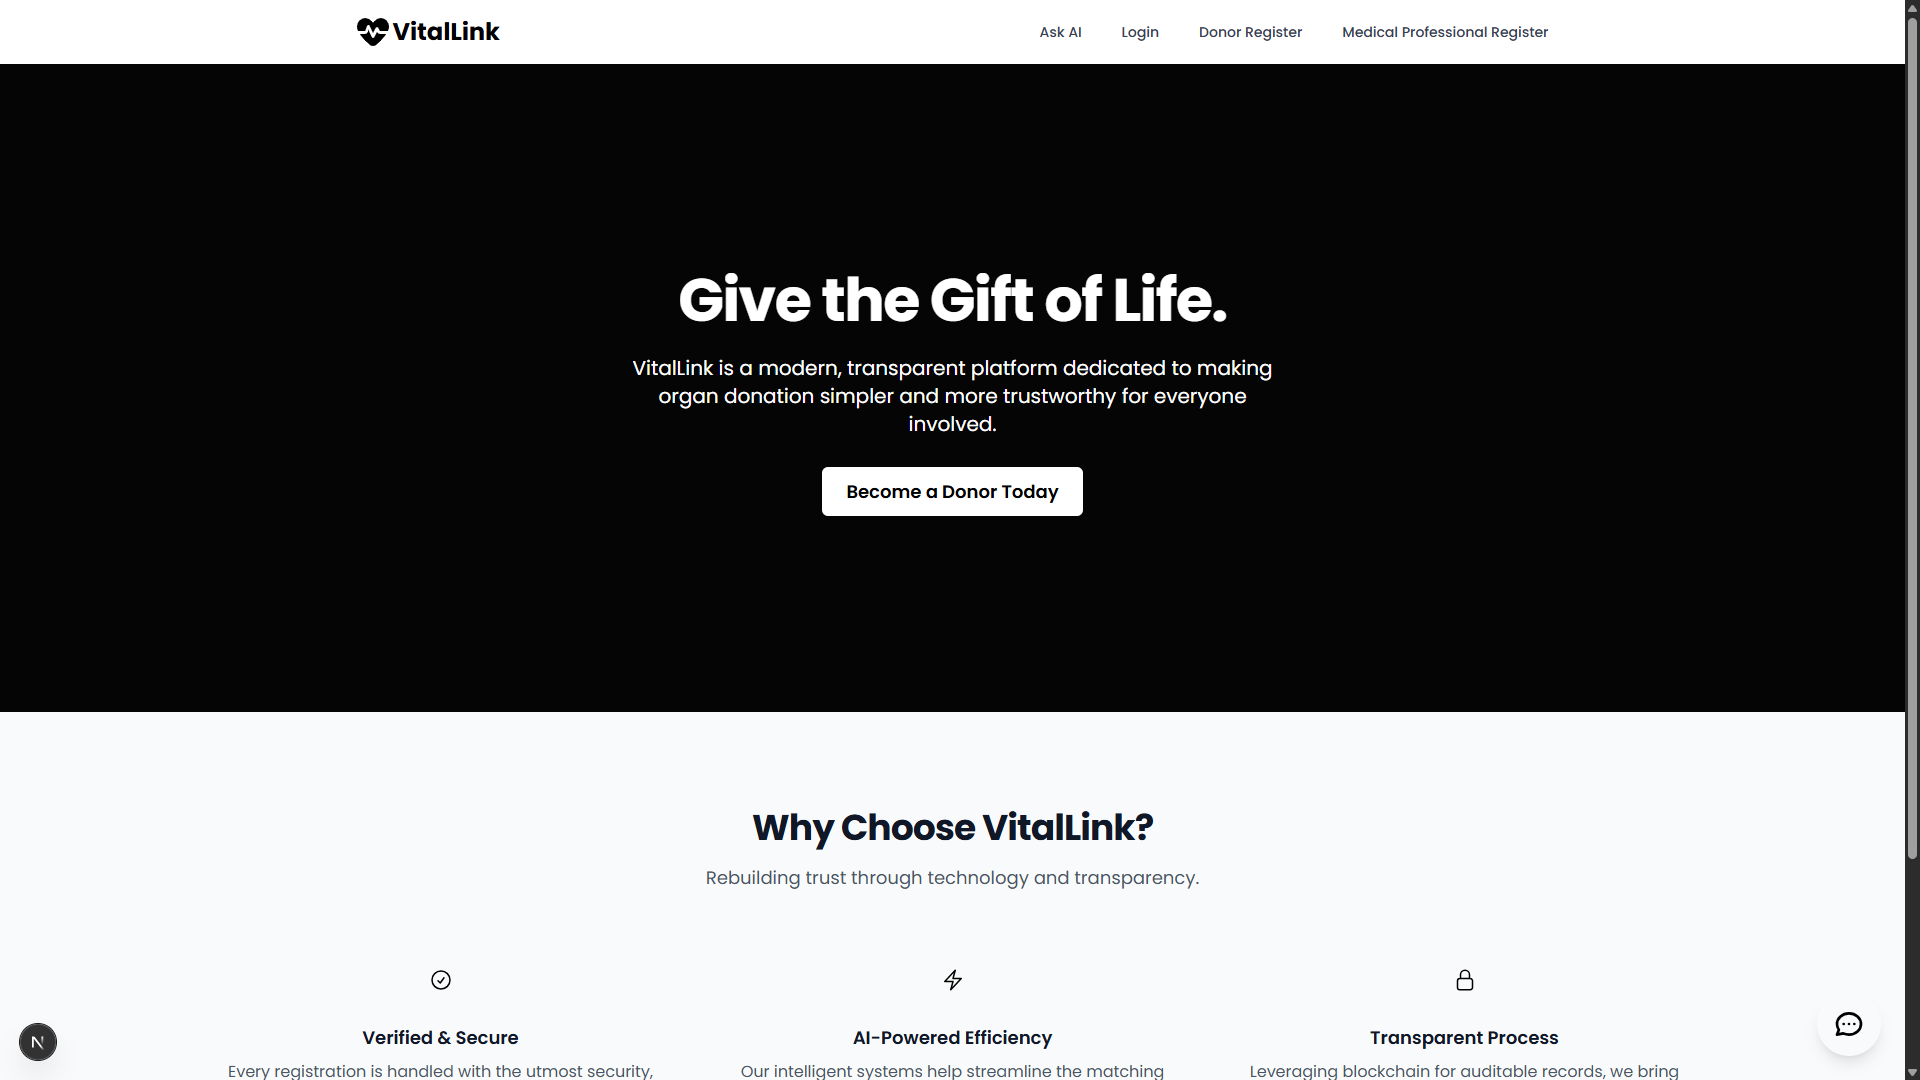 VitalLink
Ask AI
Login
Donor Register
Medical Professional Register
Give the Gift of Life.
VitalLink is a modern, transparent platform dedicated to making
organ donation simpler and more trustworthy for everyone
involved.
Become a Donor Today
Why Choose VitalLink?
Rebuilding trust through technology and transparency.
Verified & Secure
Every registration is handled with the utmost security,
AI-Powered Efficiency
Our intelligent systems help streamline the matching
Transparent Process
Leveraging blockchain for auditable records, we bring
N